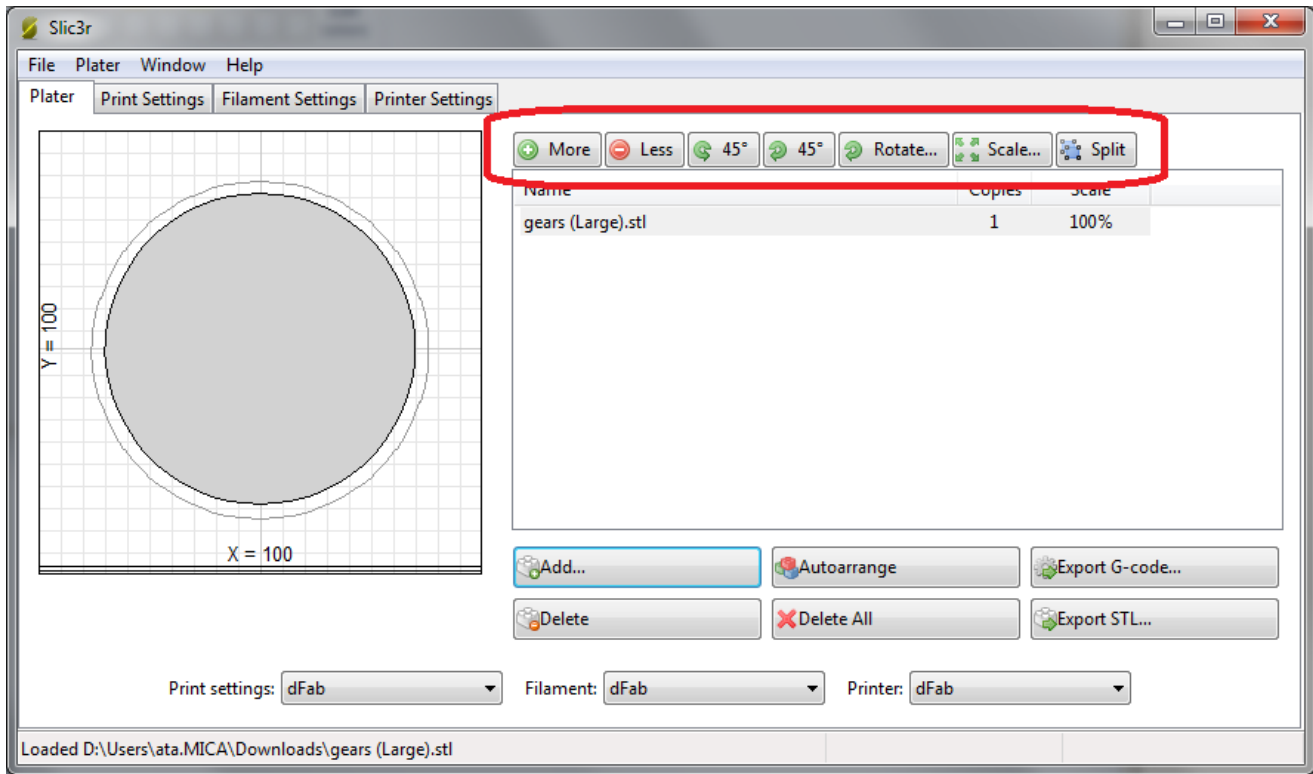 Slic3r
File Plater Window Help
Plater Print Settings Filament Settings Printer Settings
More Less 45° 45° Rotate... Scale... Split
Name Copies Scale
gears (Large).stl 1 100%
Y = 100
X = 100
Add... Autoarrange Export G-code...
Delete Delete All Export STL...
Print settings: dFab Filament: dFab Printer: dFab
Loaded D:\Users\ata.MICA\Downloads\gears (Large).stl